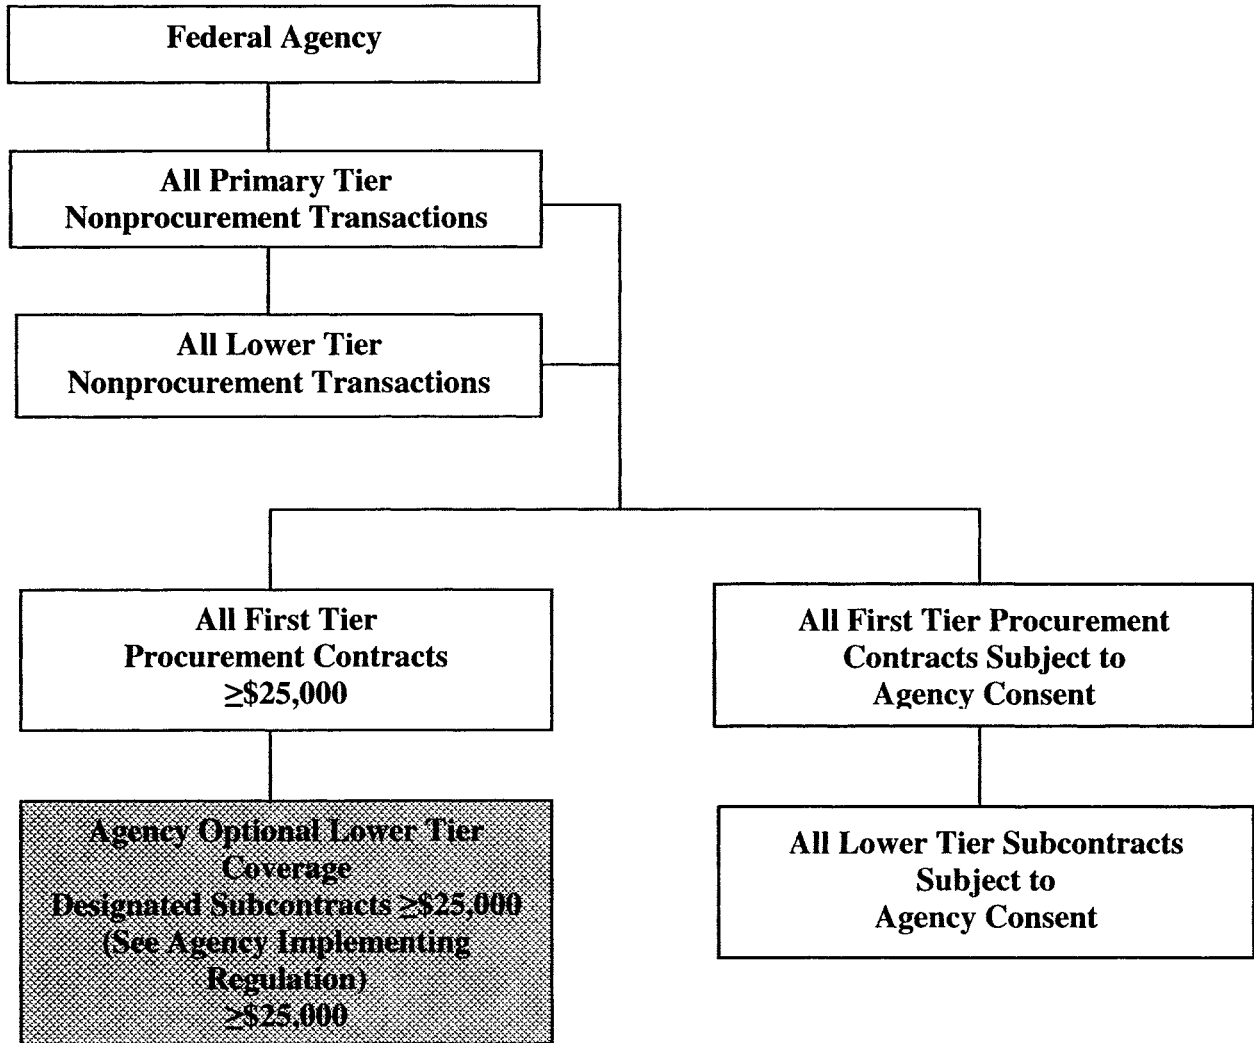 Federal Agency
All Primary Tier
Nonprocurement Transactions
All Lower Tier
Nonprocurement Transactions
All First Tier
Procurement Contracts
≥$25,000
All First Tier Procurement
Contracts Subject to
Agency Consent
Agency Optional Lower Tier
Coverage
Designated Subcontracts ≥$25,000
(See Agency Implementing
Regulation)
≥$25,000
All Lower Tier Subcontracts
Subject to
Agency Consent